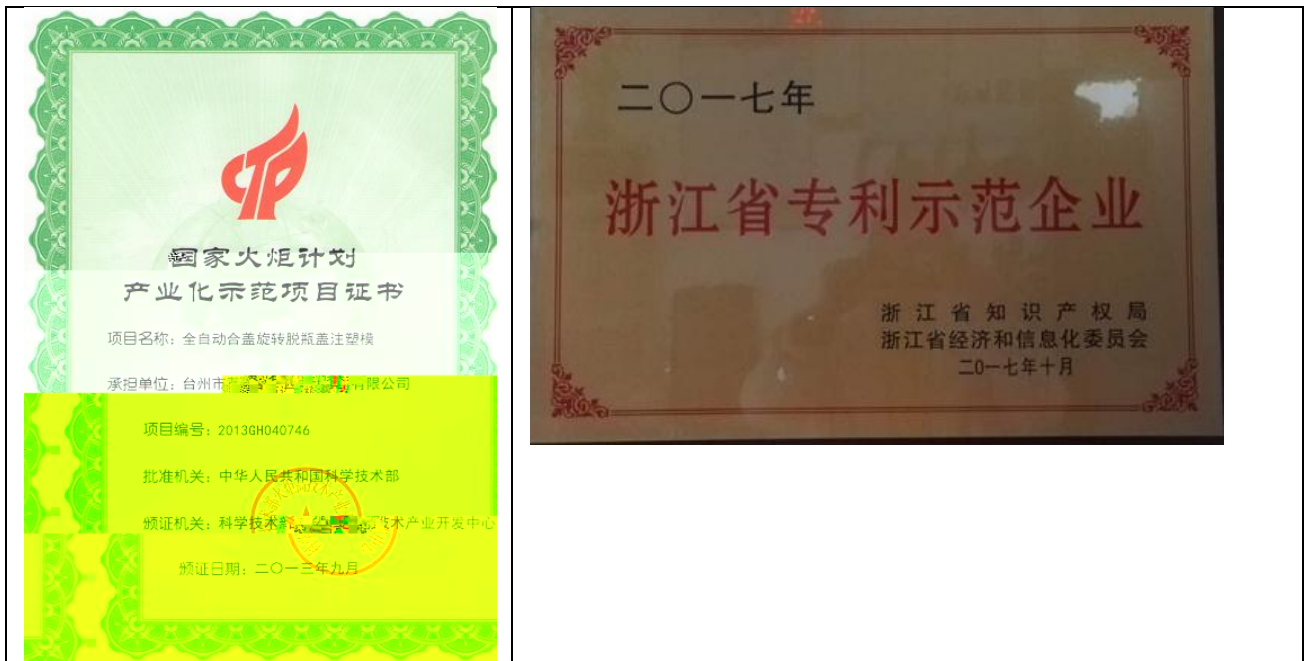 国家火炬计划
产业化示范项目证书
项目名称：全自动合盖旋转脱瓶盖注塑模
承担单位：台州市 有限公司
项目编号：2013GH040746
批准机关：中华人民共和国科学技术部
颁证机关：科学技术部 技术产业开发中心
颁证日期：二〇一三年九月
二〇一七年
浙江省专利示范企业
浙江省知识产权局
浙江省经济和信息化委员会
二〇一七年十月